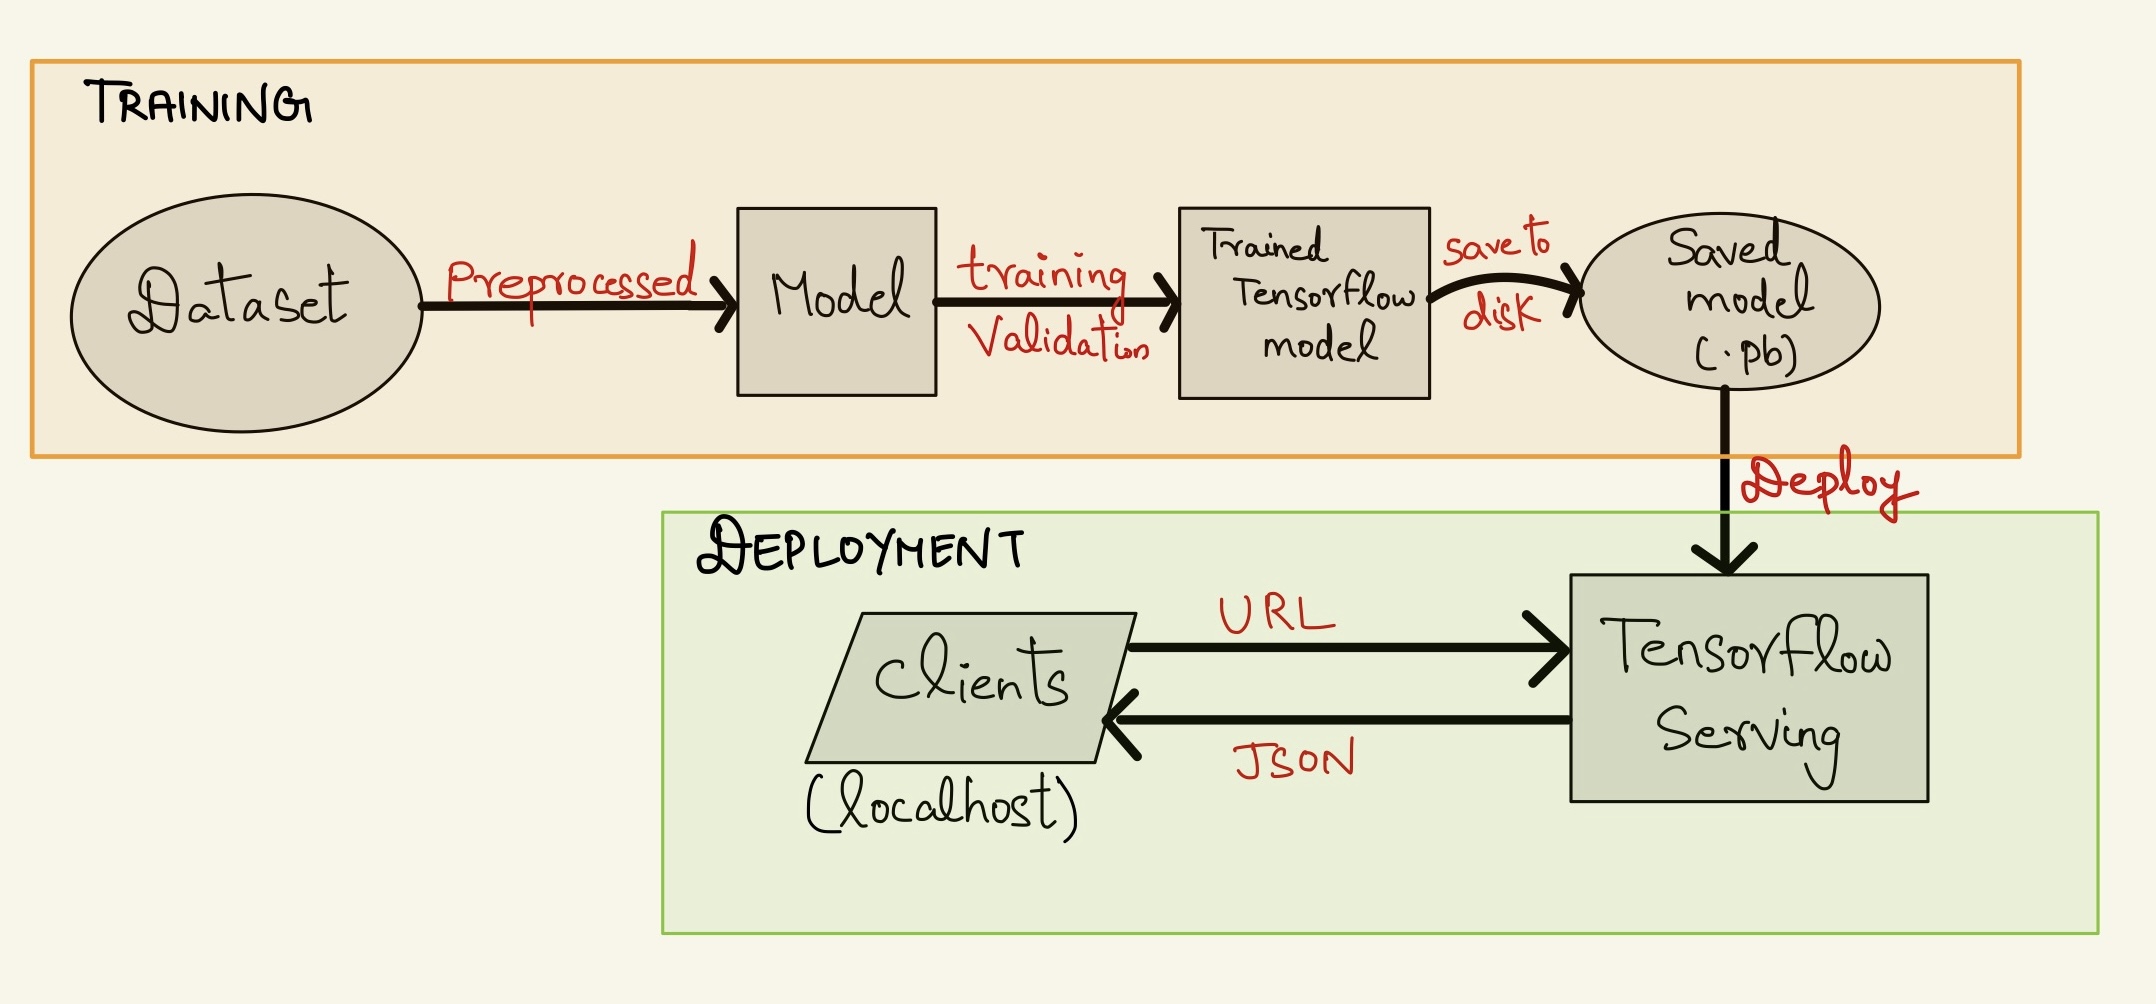 TRAINING
Dataset
Preprocessed
Model
training
Validation
Trained
Tensorflow
model
save to
disk
Saved
model
(.pb)
Deploy
DEPLOYMENT
Clients
(localhost)
URL
JSON
Tensorflow
Serving